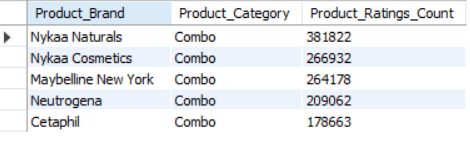 Product_Brand Product_Category Product_Ratings_Count
Nykaa Naturals Combo 381822
Nykaa Cosmetics Combo 266932
Maybelline New York Combo 264178
Neutrogena Combo 209062
Cetaphil Combo 178663